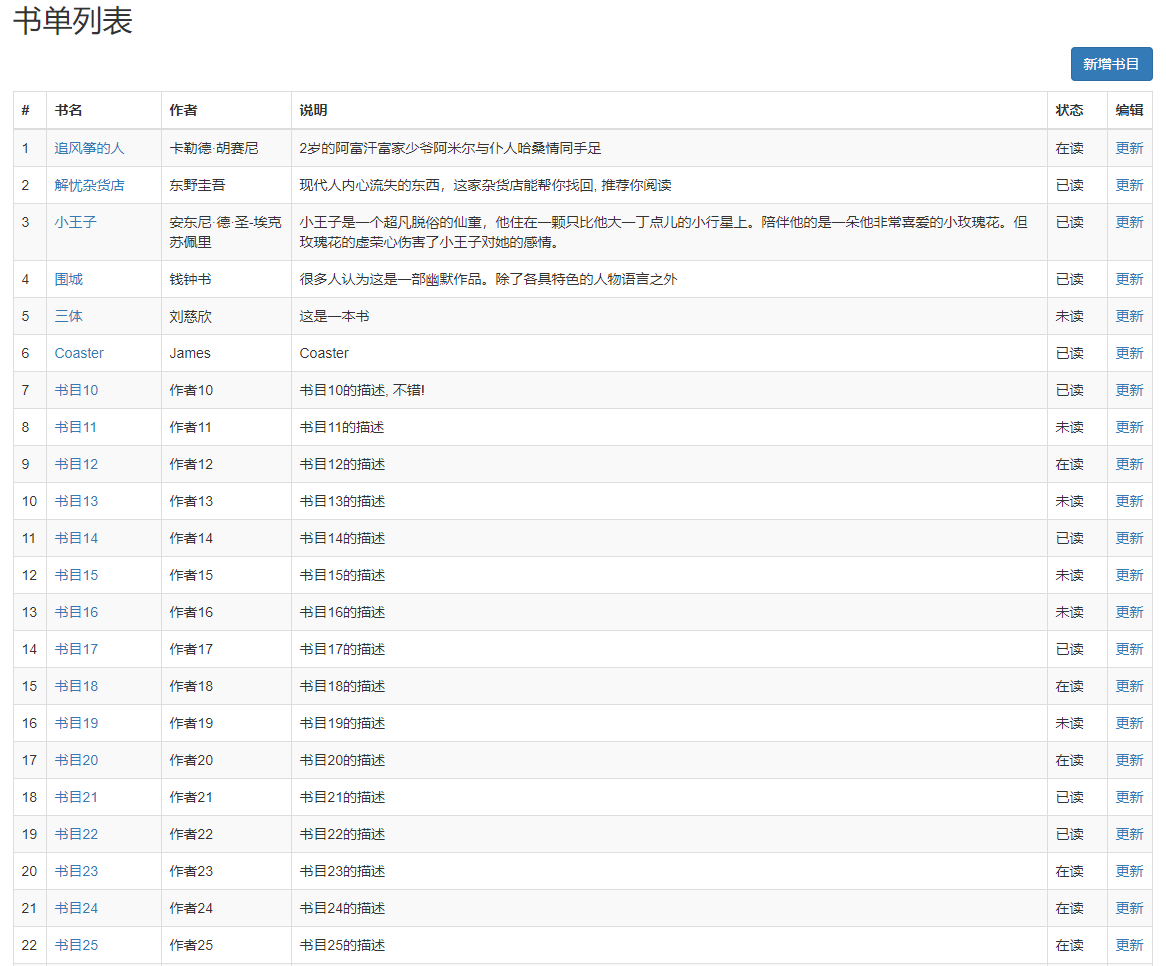 书单列表
新增书目
# 书名 作者 说明 状态 编辑
1 追风筝的人 卡勒德·胡赛尼 2岁的阿富汗富家少爷阿米尔与仆人哈桑情同手足 在读 更新
2 解忧杂货店 东野圭吾 现代人内心流失的东西，这家杂货店能帮你找回, 推荐你阅读 已读 更新
3 小王子 安东尼·德·圣-埃克 小王子是一个超凡脱俗的仙童，他住在一颗只比他大一丁点儿的小行星上。陪伴他的是一朵他非常喜爱的小玫瑰花。但 已读 更新
苏佩里 玫瑰花的虚荣心伤害了小王子对她的感情。
4 围城 钱钟书 很多人认为这是一部幽默作品。除了各具特色的人物语言之外 已读 更新
5 三体 刘慈欣 这是一本书 未读 更新
6 Coaster James Coaster 已读 更新
7 书目10 作者10 书目10的描述, 不错! 已读 更新
8 书目11 作者11 书目11的描述 未读 更新
9 书目12 作者12 书目12的描述 在读 更新
10 书目13 作者13 书目13的描述 未读 更新
11 书目14 作者14 书目14的描述 已读 更新
12 书目15 作者15 书目15的描述 未读 更新
13 书目16 作者16 书目16的描述 未读 更新
14 书目17 作者17 书目17的描述 已读 更新
15 书目18 作者18 书目18的描述 在读 更新
16 书目19 作者19 书目19的描述 未读 更新
17 书目20 作者20 书目20的描述 在读 更新
18 书目21 作者21 书目21的描述 已读 更新
19 书目22 作者22 书目22的描述 已读 更新
20 书目23 作者23 书目23的描述 在读 更新
21 书目24 作者24 书目24的描述 在读 更新
22 书目25 作者25 书目25的描述 在读 更新